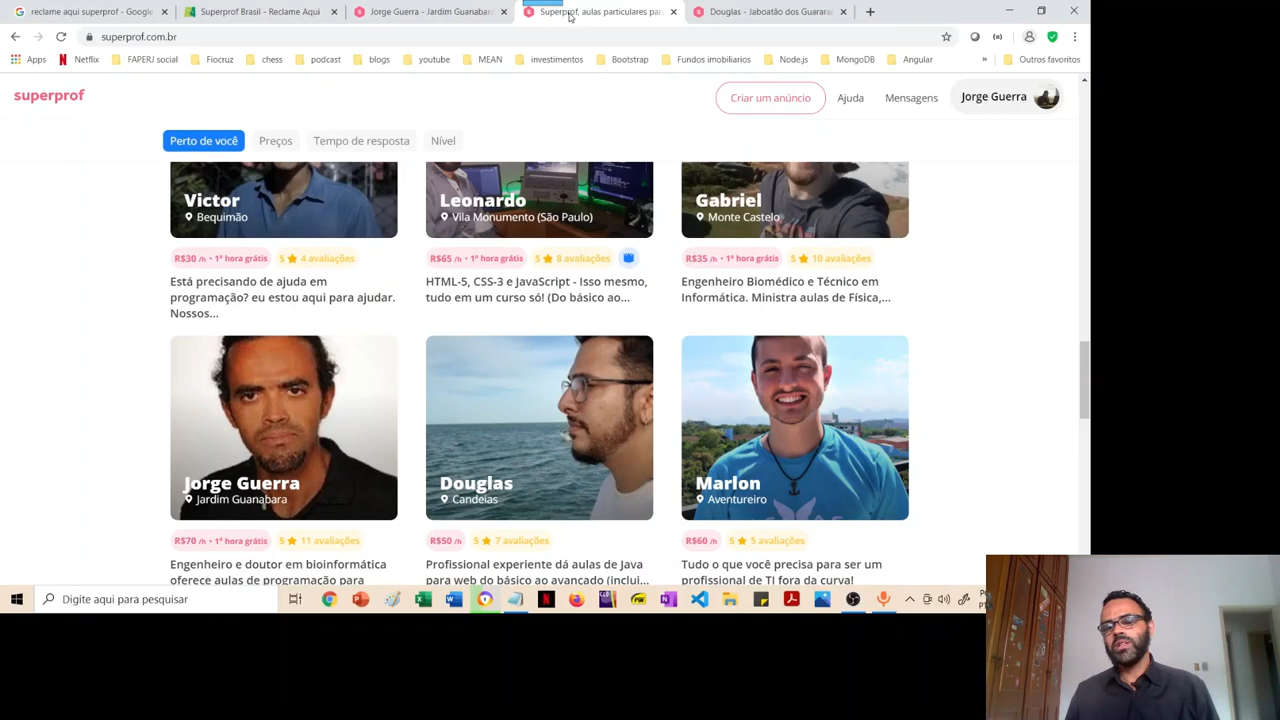 reclame aqui superprof - Google
Superprof Brasil - Reclame Aqui
Jorge Guerra - Jardim Guanabara
Superprof, aulas particulares par
Douglas - Jaboatão dos Guararap
superprof.com.br
Apps
Netflix
FAPERJ social
Fiocruz
chess
podcast
blogs
youtube
MEAN
investimentos
Bootstrap
Fundos imobiliarios
Node.js
MongoDB
Angular
»
Outros favoritos
superprof
Criar um anúncio
Ajuda
Mensagens
Jorge Guerra
Perto de você
Preços
Tempo de resposta
Nível
Victor
Bequimão
Leonardo
Vila Monumento (São Paulo)
Gabriel
Monte Castelo
R$30 /h • 1ª hora grátis
5 ★ 4 avaliações
Está precisando de ajuda em
programação? eu estou aqui para ajudar.
Nossos...
R$65 /h • 1ª hora grátis
5 ★ 8 avaliações
HTML-5, CSS-3 e JavaScript - Isso mesmo,
tudo em um curso só! (Do básico ao...
R$35 /h • 1ª hora grátis
5 ★ 10 avaliações
Engenheiro Biomédico e Técnico em
Informática. Ministra aulas de Física,...
Jorge Guerra
Jardim Guanabara
Douglas
Candeias
Marlon
Aventureiro
R$70 /h • 1ª hora grátis
5 ★ 11 avaliações
Engenheiro e doutor em bioinformática
oferece aulas de programação para
R$50 /h
5 ★ 7 avaliações
Profissional experiente dá aulas de Java
para web do básico ao avançado (inclui...
R$60 /h
5 ★ 5 avaliações
Tudo o que você precisa para ser um
profissional de TI fora da curva!
Digite aqui para pesquisar